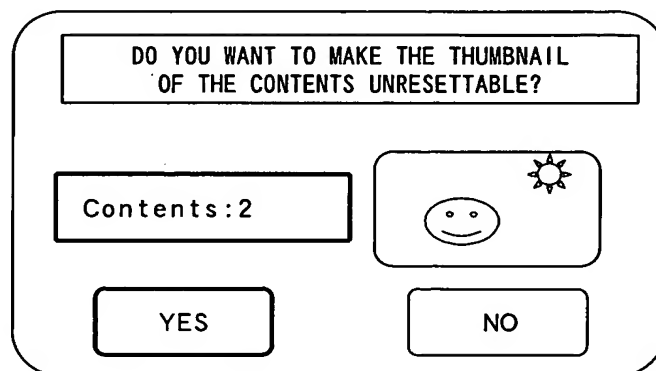 DO YOU WANT TO MAKE THE THUMBNAIL
OF THE CONTENTS UNRESETTABLE?
Contents:2
YES
NO